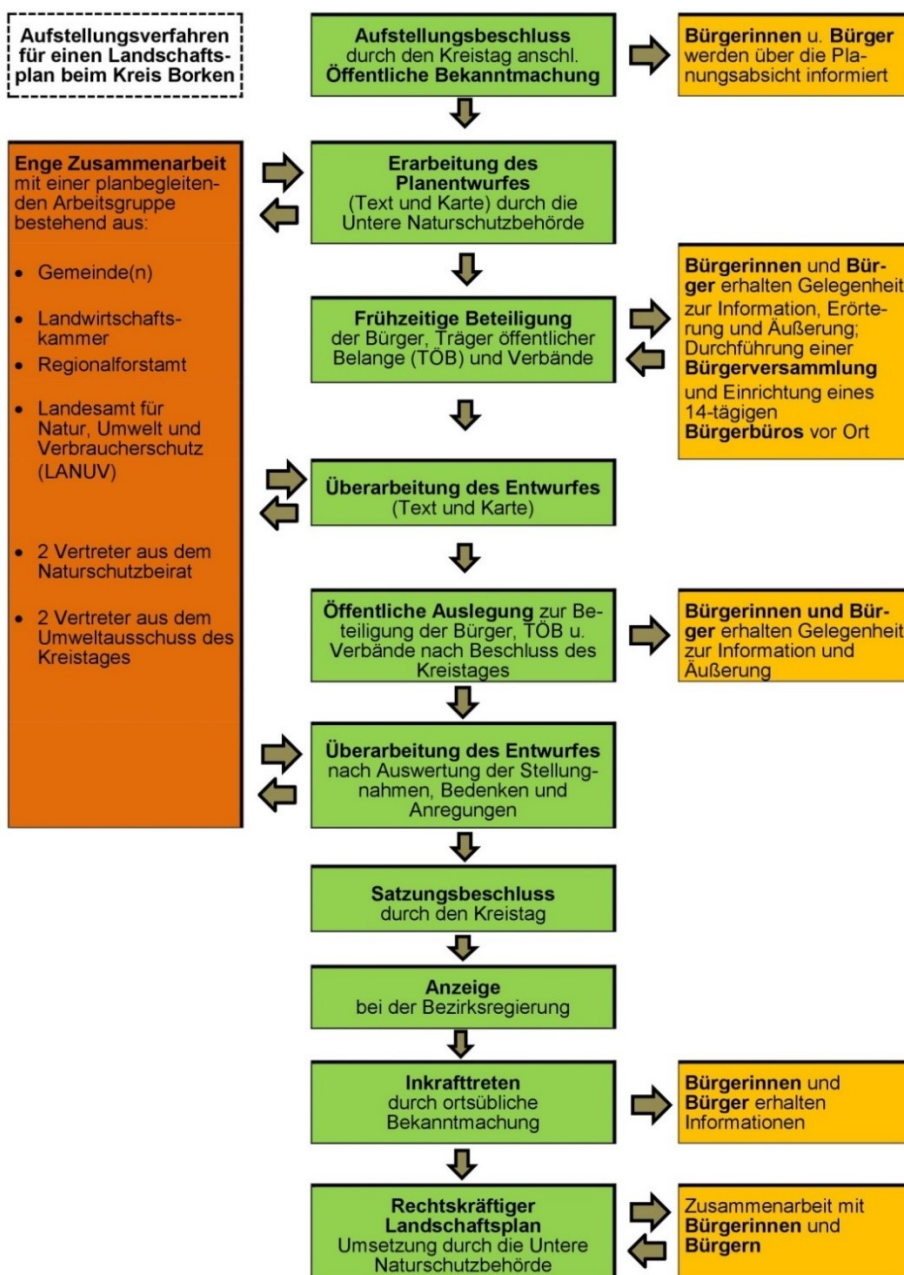 Aufstellungsverfahren
für einen Landschafts-
plan beim Kreis Borken
Aufstellungsbeschluss
durch den Kreistag anschl.
Öffentliche Bekanntmachung
Bürgerinnen u. Bürger
werden über die Pla-
nungsabsicht informiert
Enge Zusammenarbeit
mit einer planbegleiten-
den Arbeitsgruppe
bestehend aus:
• Gemeinde(n)
• Landwirtschafts-
kammer
• Regionalforstamt
• Landesamt für
Natur, Umwelt und
Verbraucherschutz
(LANUV)
• 2 Vertreter aus dem
Naturschutzbeirat
• 2 Vertreter aus dem
Umweltausschuss des
Kreistages
Erarbeitung des
Planentwurfes
(Text und Karte) durch die
Untere Naturschutzbehörde
Frühzeitige Beteiligung
der Bürger, Träger öffentlicher
Belange (TÖB) und Verbände
Bürgerinnen und Bür-
ger erhalten Gelegenheit
zur Information, Erörte-
rung und Äußerung;
Durchführung einer
Bürgerversammlung
und Einrichtung eines
14-tägigen
Bürgerbüros vor Ort
Überarbeitung des Entwurfes
(Text und Karte)
Öffentliche Auslegung zur Be-
teiligung der Bürger, TÖB u.
Verbände nach Beschluss des
Kreistages
Bürgerinnen und Bür-
ger erhalten Gelegenheit
zur Information und
Äußerung
Überarbeitung des Entwurfes
nach Auswertung der Stellung-
nahmen, Bedenken und
Anregungen
Satzungsbeschluss
durch den Kreistag
Anzeige
bei der Bezirksregierung
Inkrafttreten
durch ortsübliche
Bekanntmachung
Bürgerinnen und
Bürger erhalten
Informationen
Rechtskräftiger
Landschaftsplan
Umsetzung durch die Untere
Naturschutzbehörde
Zusammenarbeit mit
Bürgerinnen und
Bürgern